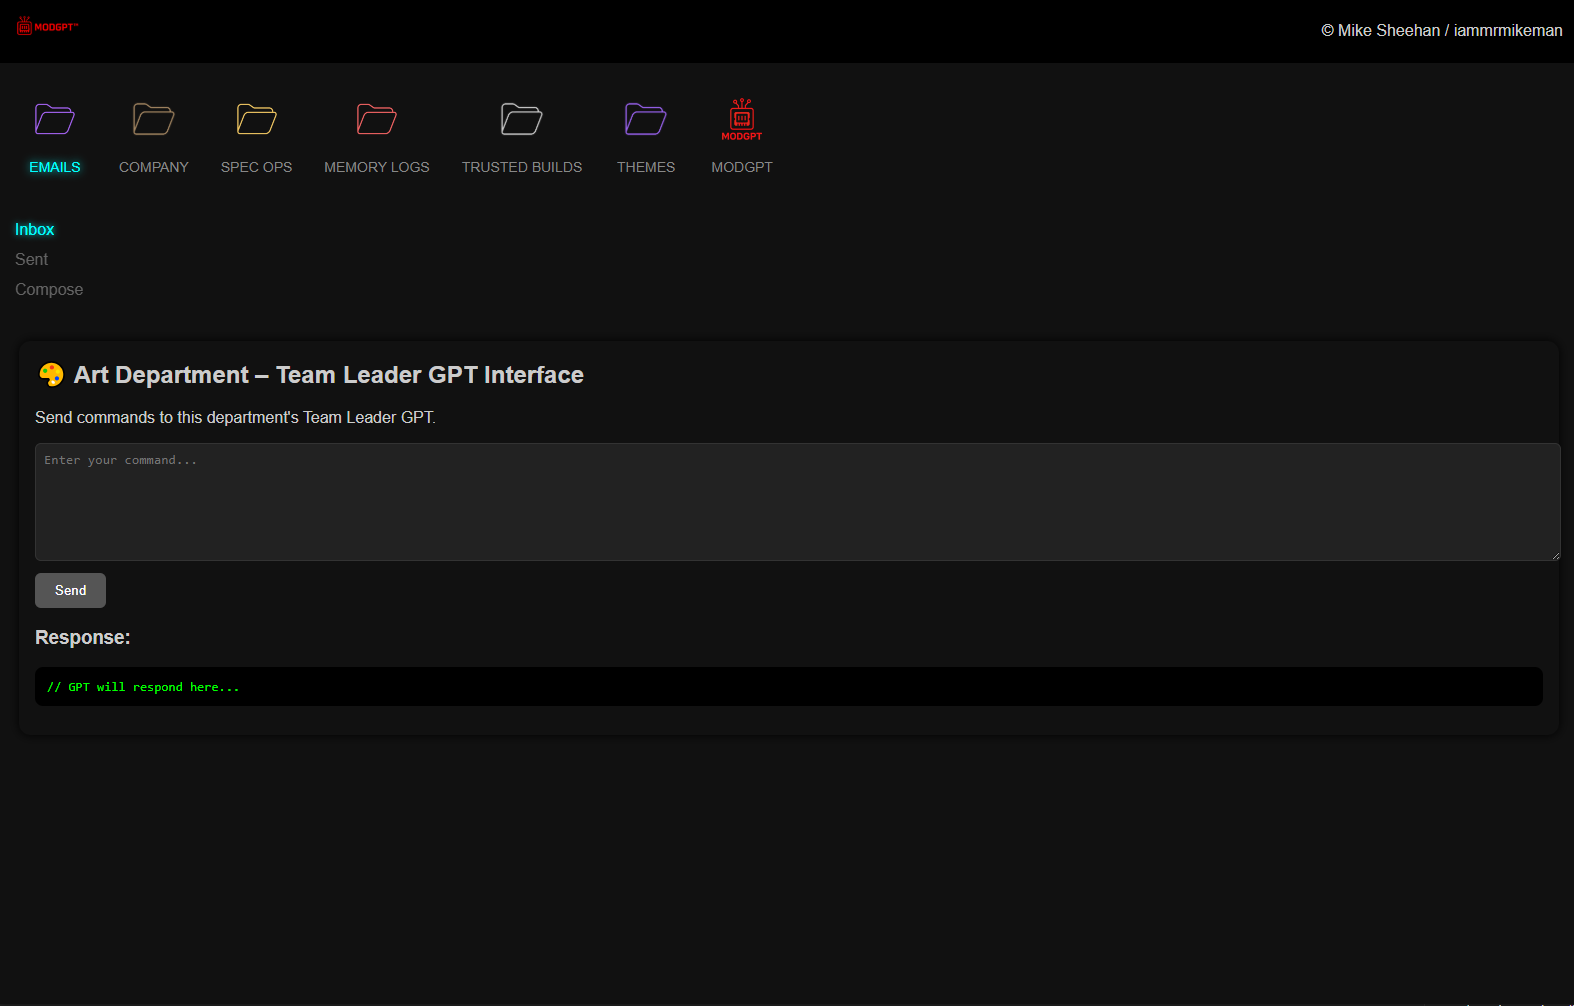 MODGPT™
© Mike Sheehan / iammrmikeman
MODGPT
EMAILS COMPANY SPEC OPS MEMORY LOGS TRUSTED BUILDS THEMES MODGPT
Inbox
Sent
Compose
Art Department – Team Leader GPT Interface
Send commands to this department's Team Leader GPT.
Enter your command...
Send
Response:
// GPT will respond here...